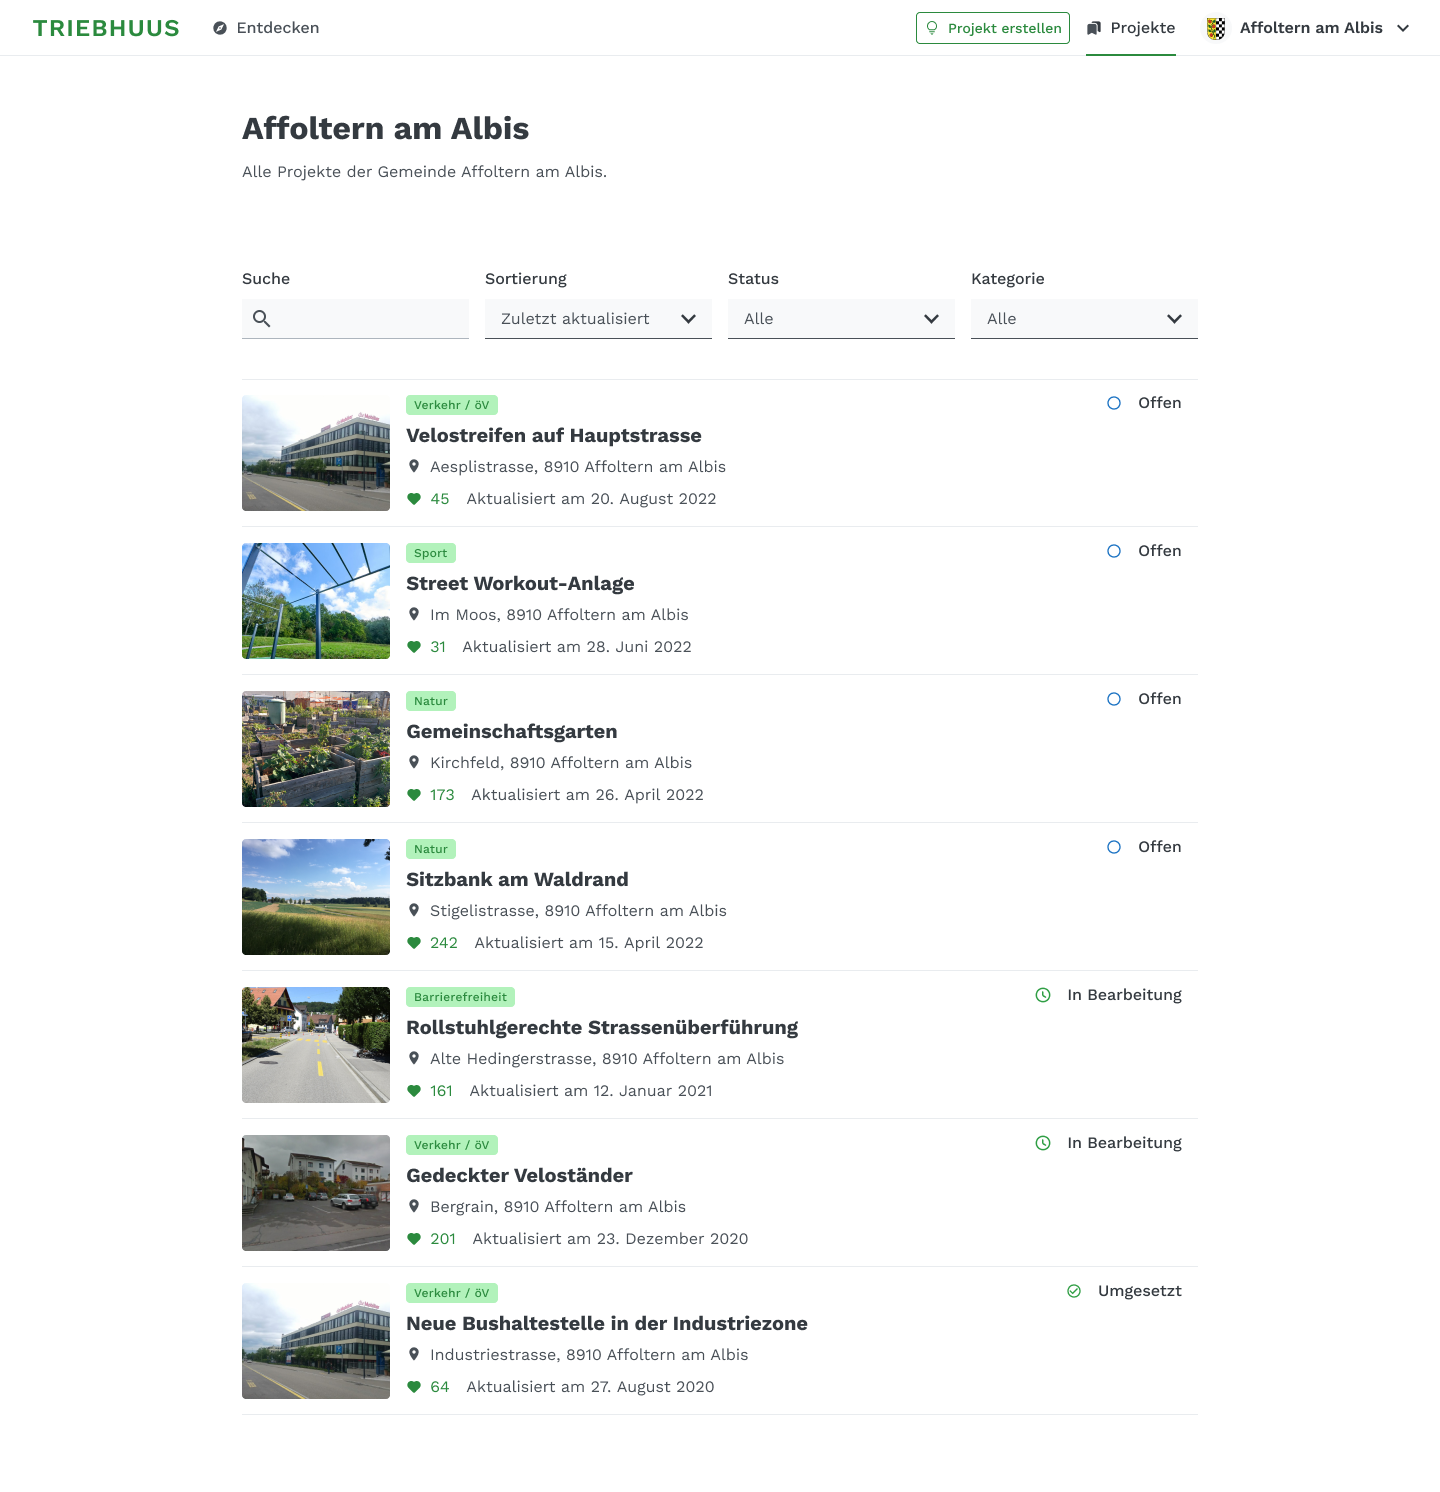 TRIEBHUUS Entdecken Projekt erstellen Projekte Affoltern am Albis
Affoltern am Albis
Alle Projekte der Gemeinde Affoltern am Albis.
Suche Sortierung Status Kategorie
Zuletzt aktualisiert Alle Alle
Verkehr / öV Offen
Velostreifen auf Hauptstrasse
Aesplistrasse, 8910 Affoltern am Albis
45 Aktualisiert am 20. August 2022
Sport Offen
Street Workout-Anlage
Im Moos, 8910 Affoltern am Albis
31 Aktualisiert am 28. Juni 2022
Natur Offen
Gemeinschaftsgarten
Kirchfeld, 8910 Affoltern am Albis
173 Aktualisiert am 26. April 2022
Natur Offen
Sitzbank am Waldrand
Stigelistrasse, 8910 Affoltern am Albis
242 Aktualisiert am 15. April 2022
Barrierefreiheit In Bearbeitung
Rollstuhlgerechte Strassenüberführung
Alte Hedingerstrasse, 8910 Affoltern am Albis
161 Aktualisiert am 12. Januar 2021
Verkehr / öV In Bearbeitung
Gedeckter Veloständer
Bergrain, 8910 Affoltern am Albis
201 Aktualisiert am 23. Dezember 2020
Verkehr / öV Umgesetzt
Neue Bushaltestelle in der Industriezone
Industriestrasse, 8910 Affoltern am Albis
64 Aktualisiert am 27. August 2020